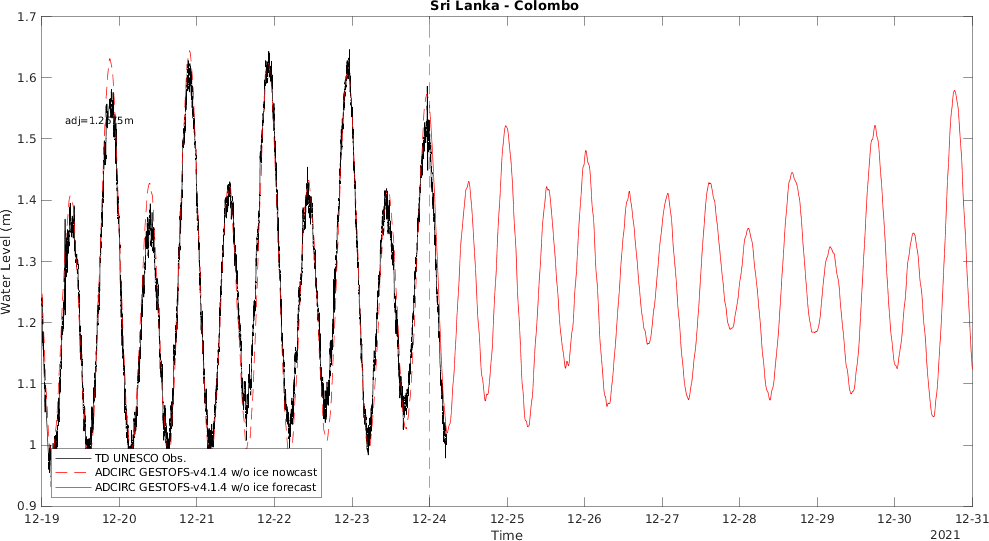 Sri Lanka - Colombo
1.7
1.6
1.5
1.4
1.3
1.2
1.1
1
0.9
Water Level (m)
TD UNESCO Obs.
ADCIRC GESTOFS-v4.1.4 w/o ice nowcast
ADCIRC GESTOFS-v4.1.4 w/o ice forecast
12-19 12-20 12-21 12-22 12-23 12-24 12-25 12-26 12-27 12-28 12-29 12-30 12-31
Time
2021